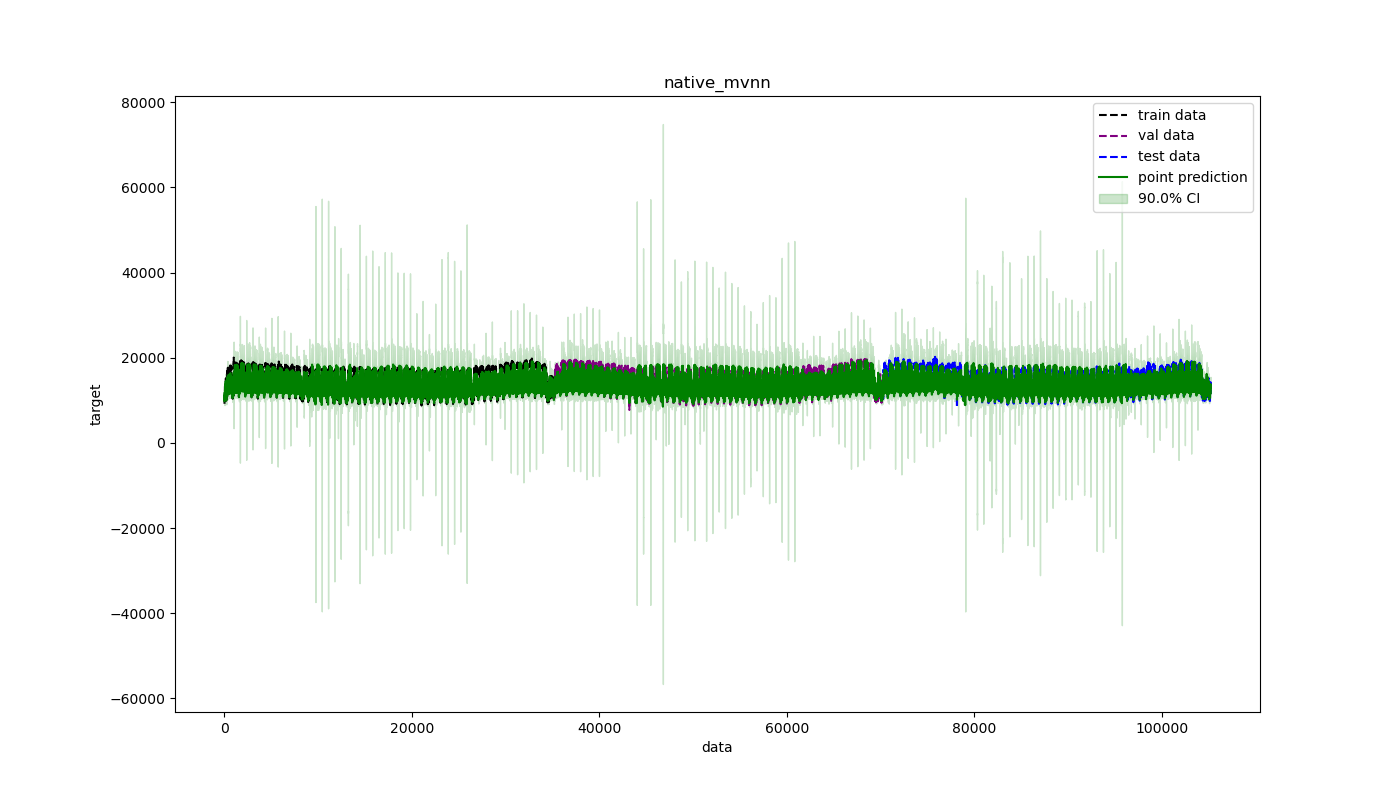 native_mvnn
80000
60000
40000
20000
0
−20000
−40000
−60000
target
train data
val data
test data
point prediction
90.0% CI
0 20000 40000 60000 80000 100000
data